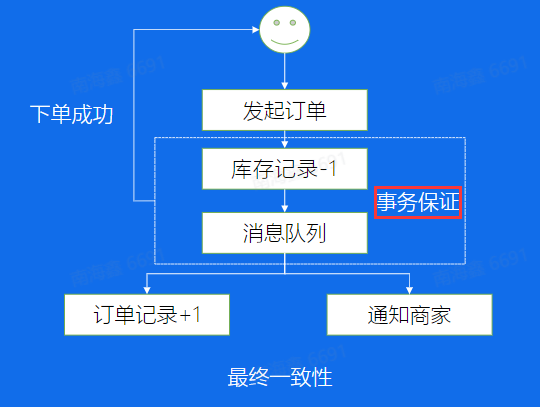 下单成功
发起订单
库存记录-1
事务保证
消息队列
订单记录+1
通知商家
最终一致性